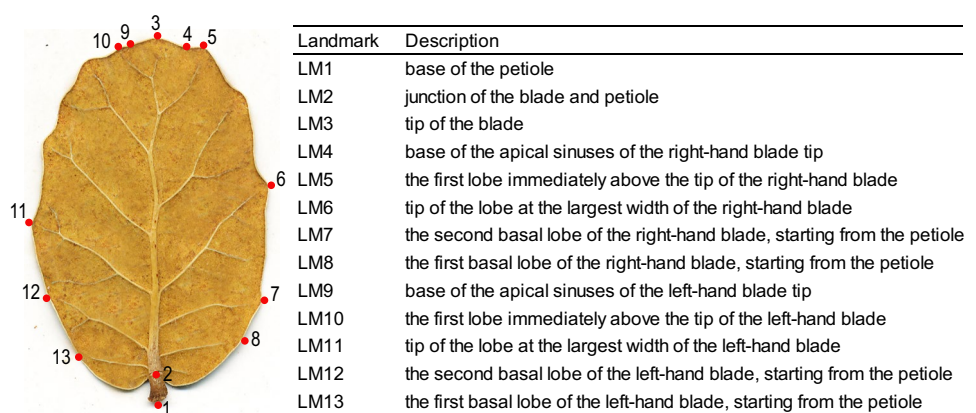 3
9
10
4
5
6
11
12
7
8
13
2
1
Landmark Description
LM1 base of the petiole
LM2 junction of the blade and petiole
LM3 tip of the blade
LM4 base of the apical sinuses of the right-hand blade tip
LM5 the first lobe immediately above the tip of the right-hand blade
LM6 tip of the lobe at the largest width of the right-hand blade
LM7 the second basal lobe of the right-hand blade, starting from the petiole
LM8 the first basal lobe of the right-hand blade, starting from the petiole
LM9 base of the apical sinuses of the left-hand blade tip
LM10 the first lobe immediately above the tip of the left-hand blade
LM11 tip of the lobe at the largest width of the left-hand blade
LM12 the second basal lobe of the left-hand blade, starting from the petiole
LM13 the first basal lobe of the left-hand blade, starting from the petiole